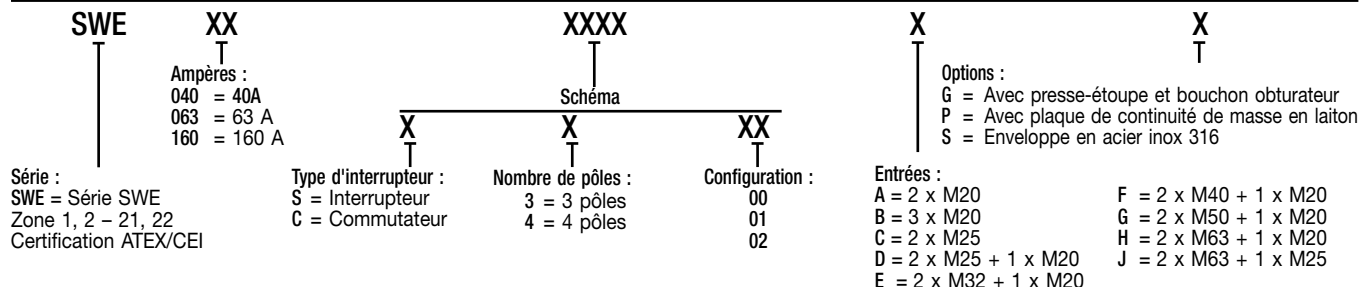 SWE XX XXXX X X
Ampères :
040 = 40A
063 = 63 A
160 = 160 A
Schéma
X X XX
Options :
G = Avec presse-étoupe et bouchon obturateur
P = Avec plaque de continuité de masse en laiton
S = Enveloppe en acier inox 316
Série :
SWE = Série SWE
Zone 1, 2 – 21, 22
Certification ATEX/CEI
Type d'interrupteur :
S = Interrupteur
C = Commutateur
Nombre de pôles :
3 = 3 pôles
4 = 4 pôles
Configuration :
00
01
02
Entrées :
A = 2 x M20
B = 3 x M20
C = 2 x M25
D = 2 x M25 + 1 x M20
E = 2 x M32 + 1 x M20
F = 2 x M40 + 1 x M20
G = 2 x M50 + 1 x M20
H = 2 x M63 + 1 x M20
J = 2 x M63 + 1 x M25